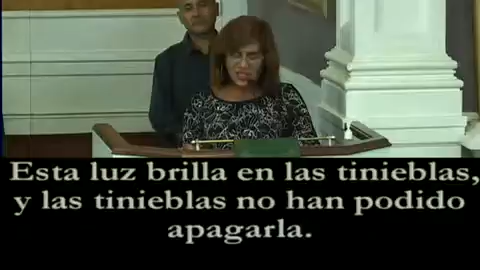 Esta luz brilla en las tinieblas,
y las tinieblas no han podido
apagarla.